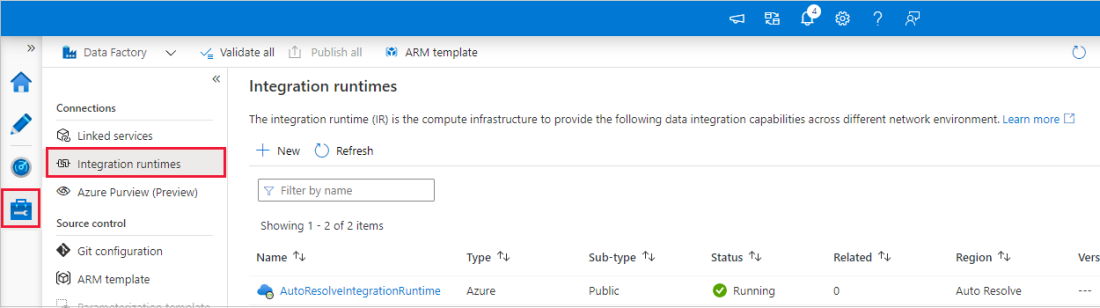 4
»
Data Factory
Validate all
Publish all
ARM template
«
Connections
Linked services
Integration runtimes
Azure Purview (Preview)
Source control
Git configuration
ARM template
Parameterization template
Integration runtimes
The integration runtime (IR) is the compute infrastructure to provide the following data integration capabilities across different network environment. Learn more
New Refresh
Filter by name
Showing 1 - 2 of 2 items
Name Type Sub-type Status Related Region Vers
AutoResolveIntegrationRuntime Azure Public Running 0 Auto Resolve ---